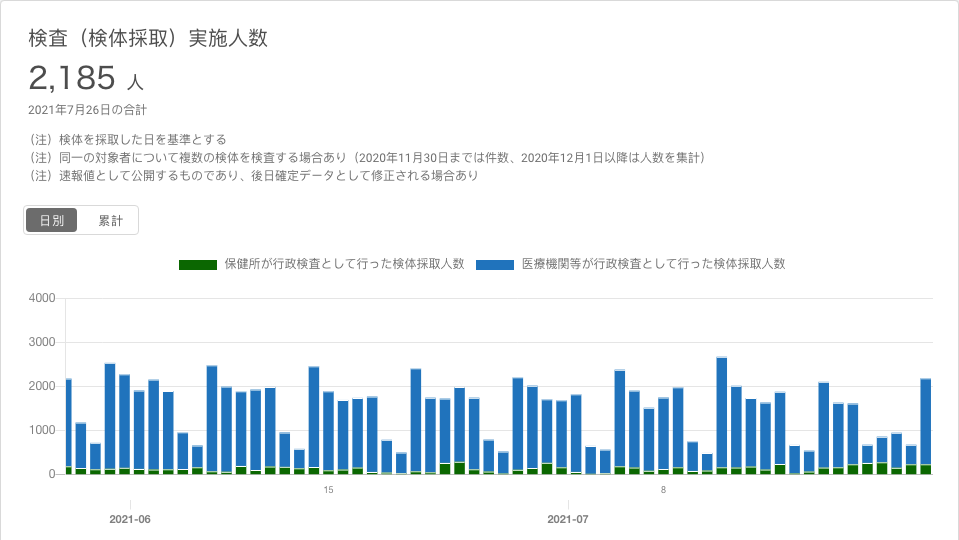 検査（検体採取）実施人数
2,185 人
2021年7月26日の合計
（注）検体を採取した日を基準とする
（注）同一の対象者について複数の検体を検査する場合あり（2020年11月30日までは件数、2020年12月1日以降は人数を集計）
（注）速報値として公開するものであり、後日確定データとして修正される場合あり
日別 累計
保健所が行政検査として行った検体採取人数 医療機関等が行政検査として行った検体採取人数
4000
3000
2000
1000
0
15 8
2021-06 2021-07